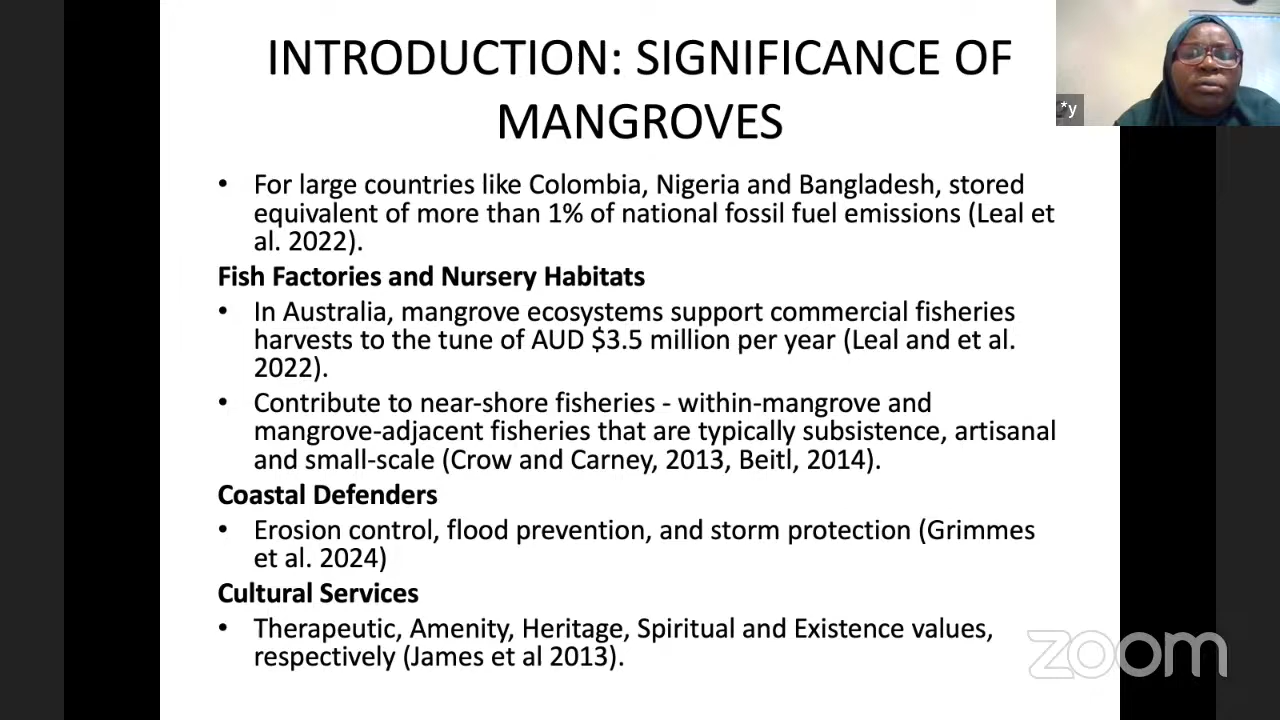 INTRODUCTION: SIGNIFICANCE OF
MANGROVES
• For large countries like Colombia, Nigeria and Bangladesh, stored
equivalent of more than 1% of national fossil fuel emissions (Leal et
al. 2022).
Fish Factories and Nursery Habitats
• In Australia, mangrove ecosystems support commercial fisheries
harvests to the tune of AUD $3.5 million per year (Leal and et al.
2022).
• Contribute to near-shore fisheries - within-mangrove and
mangrove-adjacent fisheries that are typically subsistence, artisanal
and small-scale (Crow and Carney, 2013, Beitl, 2014).
Coastal Defenders
• Erosion control, flood prevention, and storm protection (Grimmes
et al. 2024)
Cultural Services
• Therapeutic, Amenity, Heritage, Spiritual and Existence values,
respectively (James et al 2013).
zoom